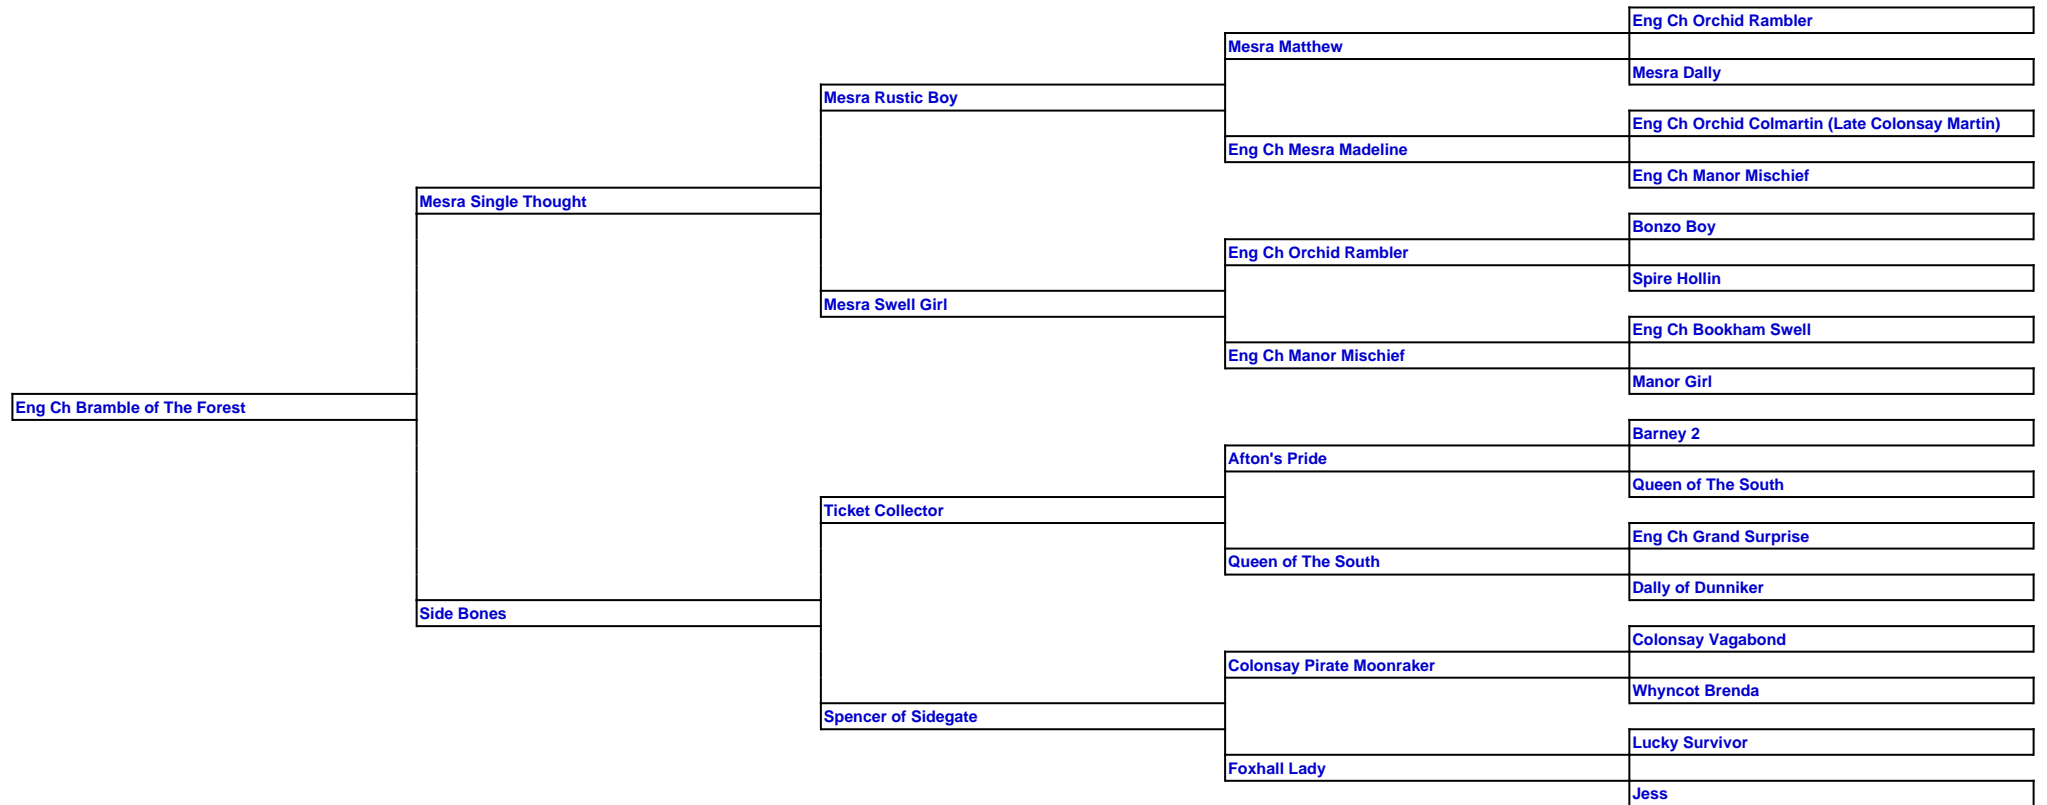 Eng Ch Orchid Rambler
Mesra Matthew
Mesra Dally
Mesra Rustic Boy
Eng Ch Orchid Colmartin (Late Colonsay Martin)
Eng Ch Mesra Madeline
Eng Ch Manor Mischief
Mesra Single Thought
Bonzo Boy
Eng Ch Orchid Rambler
Spire Hollin
Mesra Swell Girl
Eng Ch Bookham Swell
Eng Ch Manor Mischief
Manor Girl
Eng Ch Bramble of The Forest
Barney 2
Afton's Pride
Queen of The South
Ticket Collector
Eng Ch Grand Surprise
Queen of The South
Dally of Dunniker
Side Bones
Colonsay Vagabond
Colonsay Pirate Moonraker
Whyncot Brenda
Spencer of Sidegate
Lucky Survivor
Foxhall Lady
Jess